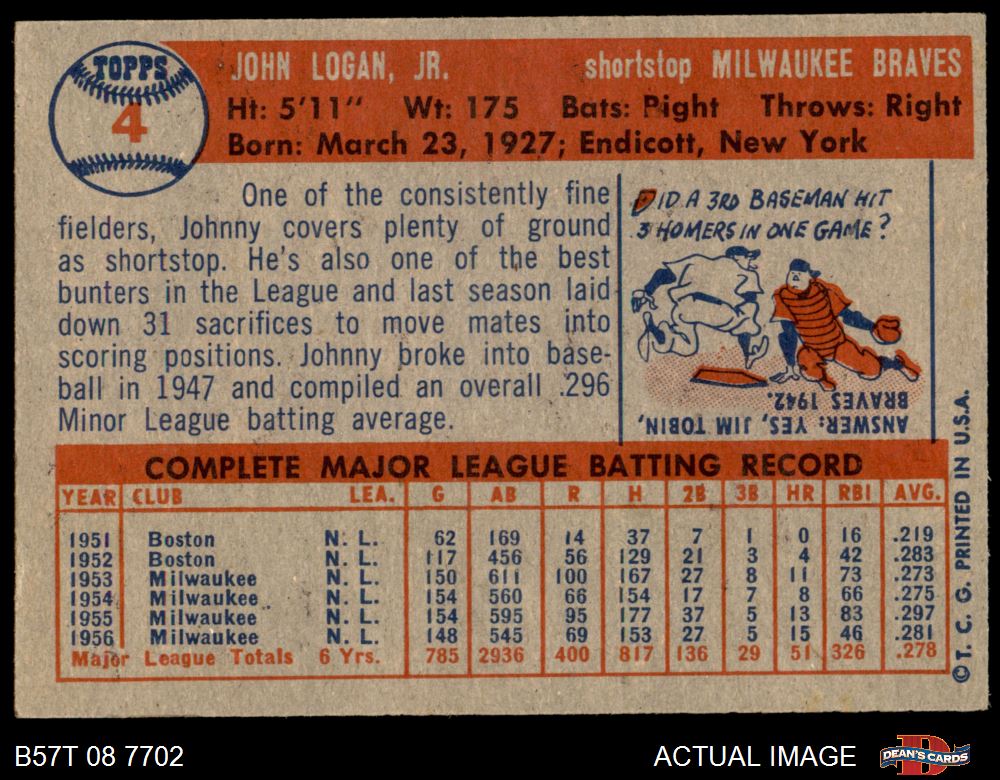 TOPPS
4
JOHN LOGAN, JR. shortstop MILWAUKEE BRAVES
Ht: 5'11" Wt: 175 Bats: Right Throws: Right
Born: March 23, 1927; Endicott, New York
One of the consistently fine
fielders, Johnny covers plenty of ground
as shortstop. He's also one of the best
bunters in the League and last season laid
down 31 sacrifices to move mates into
scoring positions. Johnny broke into base-
ball in 1947 and compiled an overall .296
Minor League batting average.
DID A 3RD BASEMAN HIT
3 HOMERS IN ONE GAME?
ANSWER: YES, JIM TOBIN,
BRAVES 1942.
COMPLETE MAJOR LEAGUE BATTING RECORD
YEAR CLUB LEA. G AB R H 2B 3B HR RBI AVG.
1951 Boston N. L. 62 169 14 37 7 1 0 16 .219
1952 Boston N. L. 117 456 56 129 21 3 4 42 .283
1953 Milwaukee N. L. 150 611 100 167 27 8 11 73 .273
1954 Milwaukee N. L. 154 560 66 154 17 7 8 66 .275
1955 Milwaukee N. L. 154 595 95 177 37 5 13 83 .297
1956 Milwaukee N. L. 148 545 69 153 27 5 15 46 .281
Major League Totals 6 Yrs. 785 2936 400 817 136 29 51 326 .278
© T. C. G. PRINTED IN U.S.A.
B57T 08 7702 ACTUAL IMAGE DEAN'S CARDS